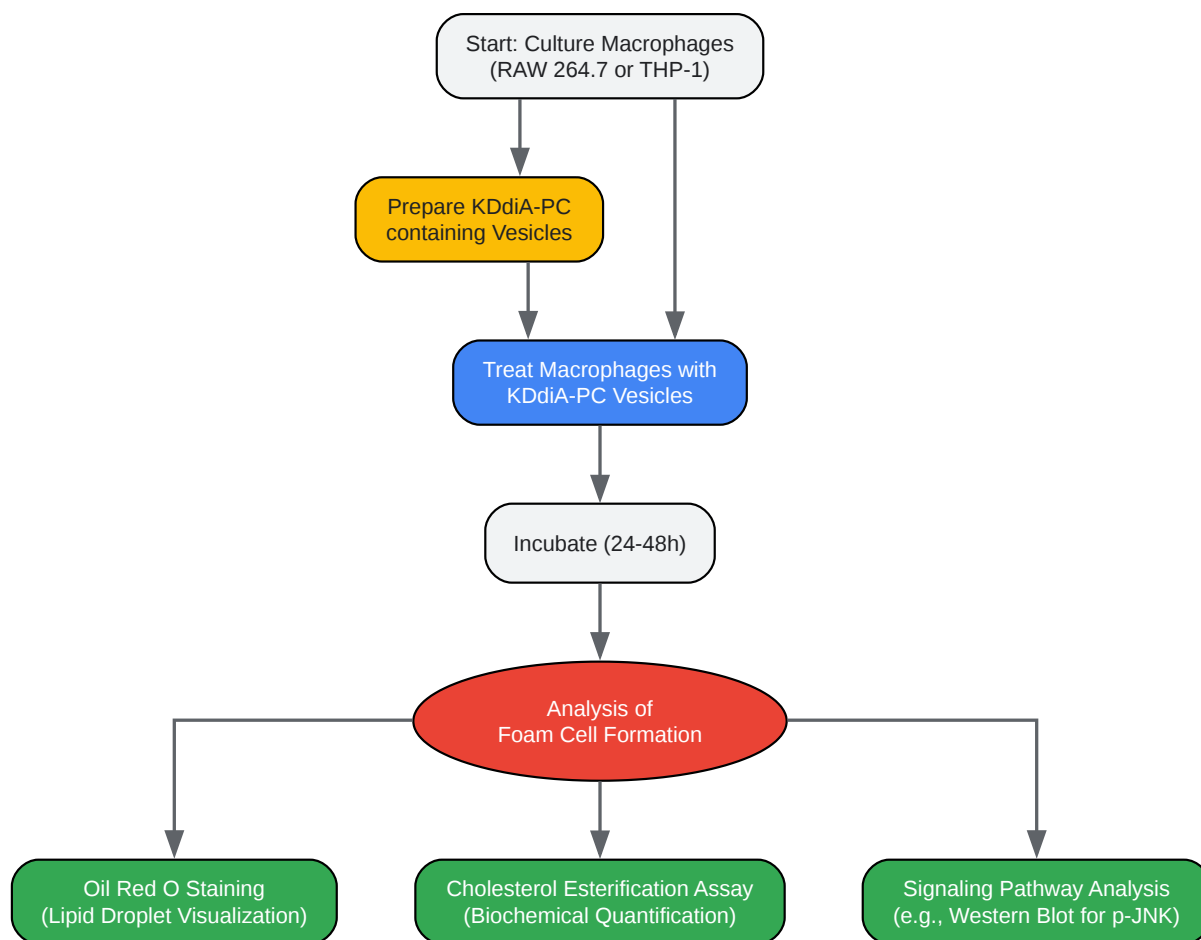 Start: Culture Macrophages
(RAW 264.7 or THP-1)
Prepare KDdiA-PC
containing Vesicles
Treat Macrophages with
KDdiA-PC Vesicles
Incubate (24-48h)
Analysis of
Foam Cell Formation
Oil Red O Staining
(Lipid Droplet Visualization)
Cholesterol Esterification Assay
(Biochemical Quantification)
Signaling Pathway Analysis
(e.g., Western Blot for p-JNK)